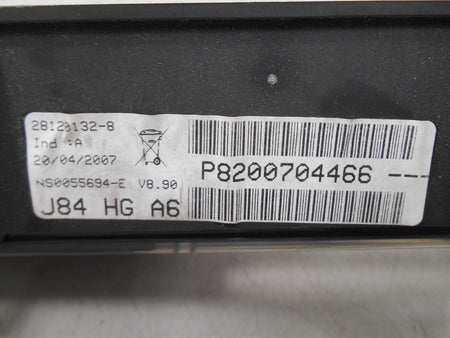 28120132-8
Ind :A
20/04/2007
NS0055694-E V8.90
J84 HG A6
P8200704466 ---